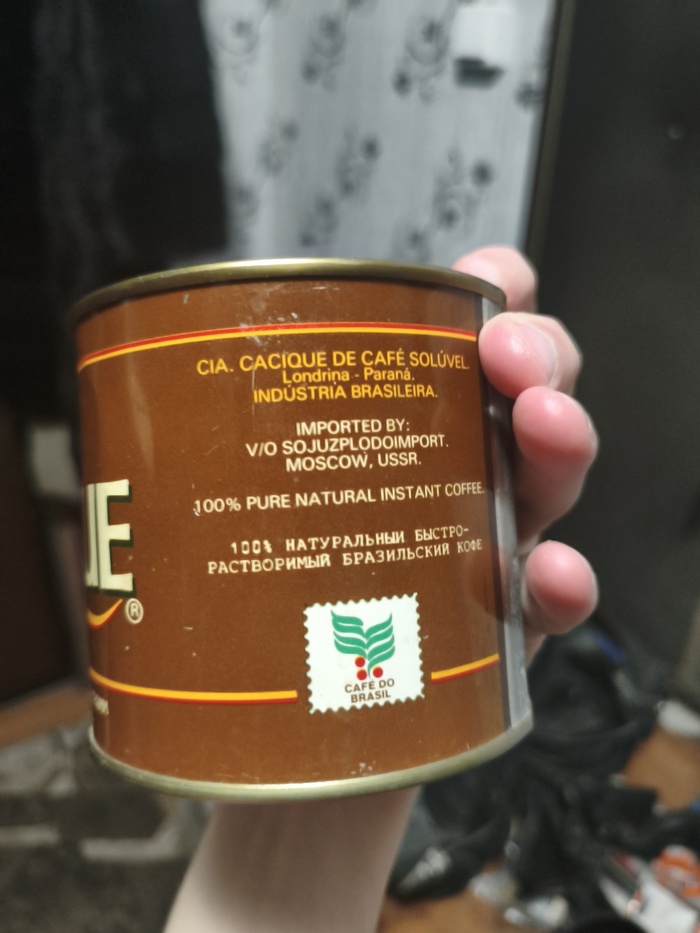 CIA. CACIQUE DE CAFÉ SOLÚVEL.
Londrina - Paraná.
INDÚSTRIA BRASILEIRA.
IMPORTED BY:
V/O SOJUZPLODOIMPORT.
MOSCOW, USSR.
100% PURE NATURAL INSTANT COFFEE.
100% НАТУРАЛЬНЫЙ БЫСТРО-
РАСТВОРИМЫЙ БРАЗИЛЬСКИЙ КОФЕ
UE
®
CAFÉ DO
BRASIL